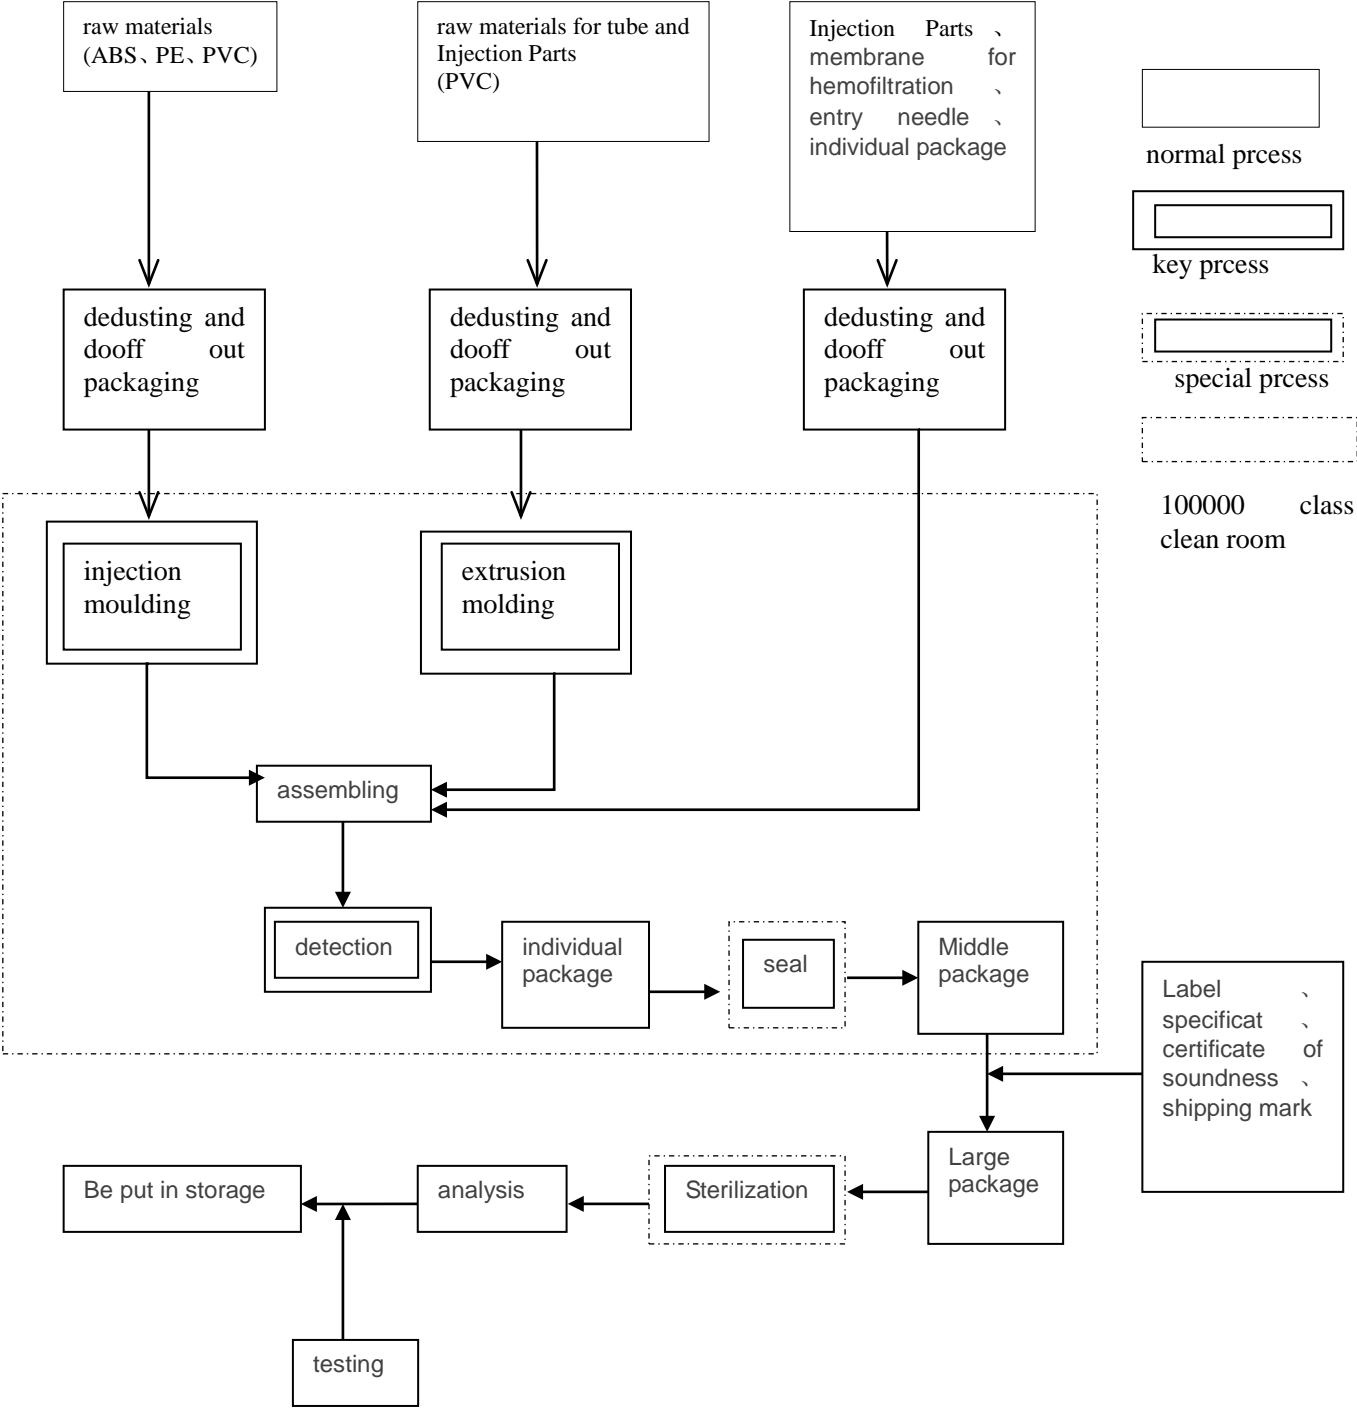 raw materials
(ABS、PE、PVC)
raw materials for tube and
Injection Parts
(PVC)
Injection Parts 、
membrane for
hemofiltration 、
entry needle 、
individual package
normal prcess
key prcess
special prcess
100000 class
clean room
dedusting and
dooff out
packaging
dedusting and
dooff out
packaging
dedusting and
dooff out
packaging
injection
moulding
extrusion
molding
assembling
detection
individual
package
seal
Middle
package
Label 、
specificat 、
certificate of
soundness 、
shipping mark
Large
package
Sterilization
analysis
Be put in storage
testing